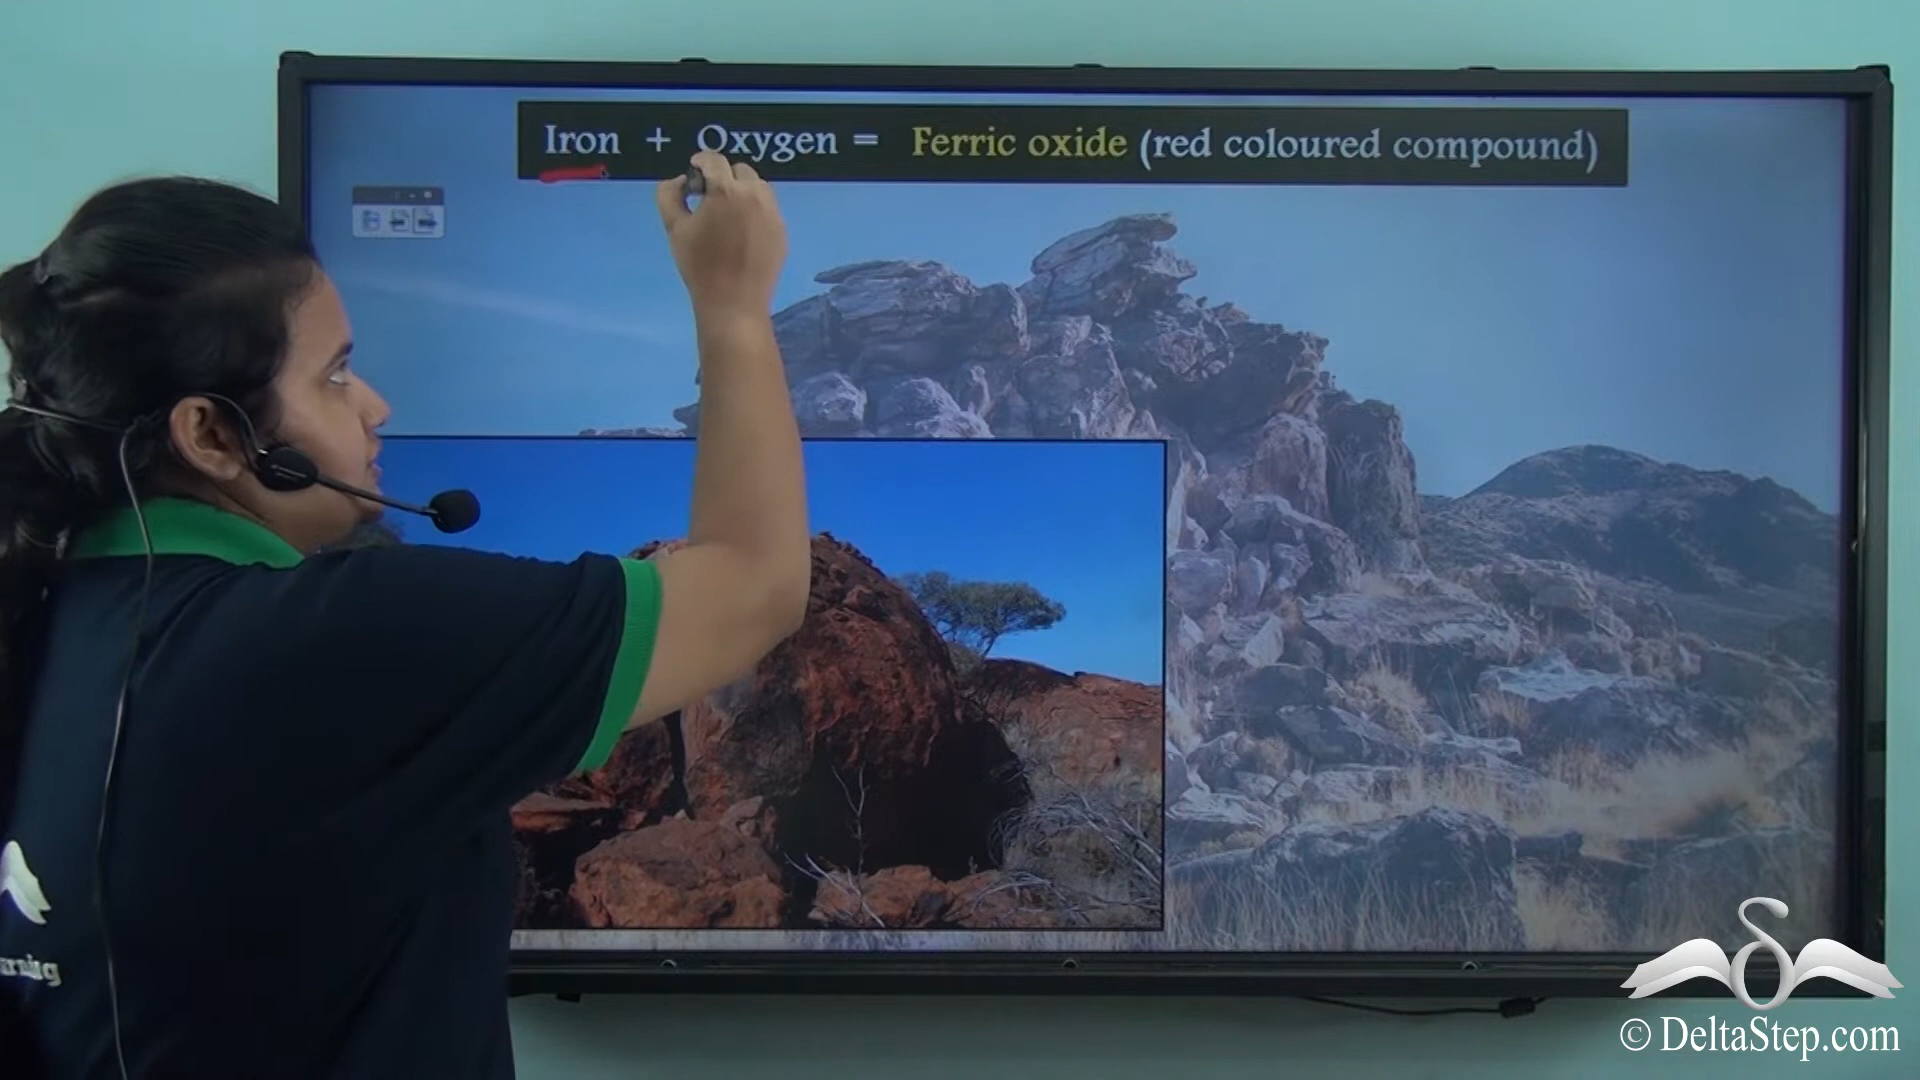 Iron + Oxygen = Ferric oxide (red coloured compound)
© DeltaStep.com